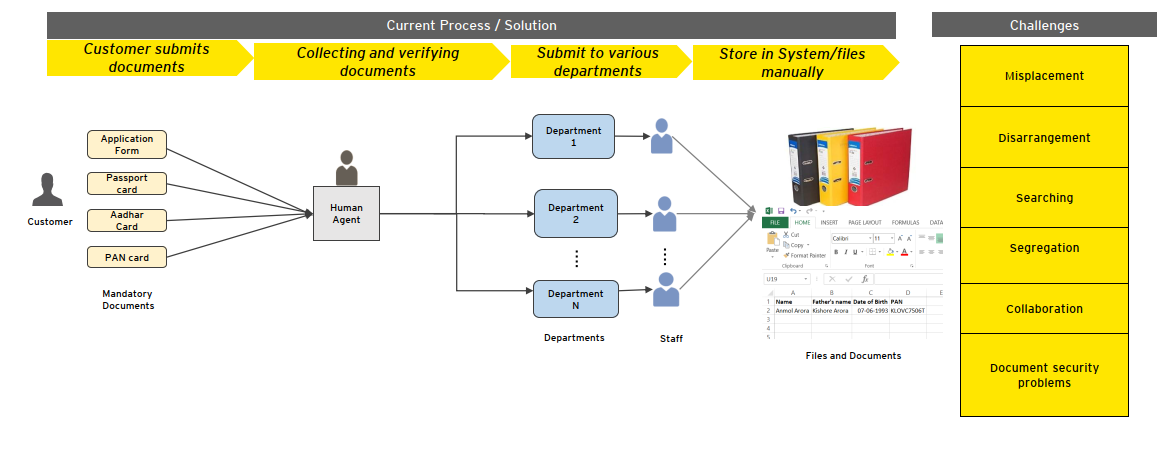 Current Process / Solution
Challenges
Customer submits
documents
Collecting and verifying
documents
Submit to various
departments
Store in System/files
manually
Customer
Application
Form
Passport
card
Aadhar
Card
PAN card
Mandatory
Documents
Human
Agent
Department
1
Department
2
Department
N
Departments
Staff
FILE HOME INSERT PAGE LAYOUT FORMULAS DATA
Paste
Cut
Copy
Format Painter
Clipboard
Calibri 11 A A
B I U A
Font
U19 fx
A B C D E
1 Name Father's name Date of Birth PAN
2 Anmol Arora Kishore Arora 07-06-1993 KLOVC7506T
3
4
5
Files and Documents
Misplacement
Disarrangement
Searching
Segregation
Collaboration
Document security
problems